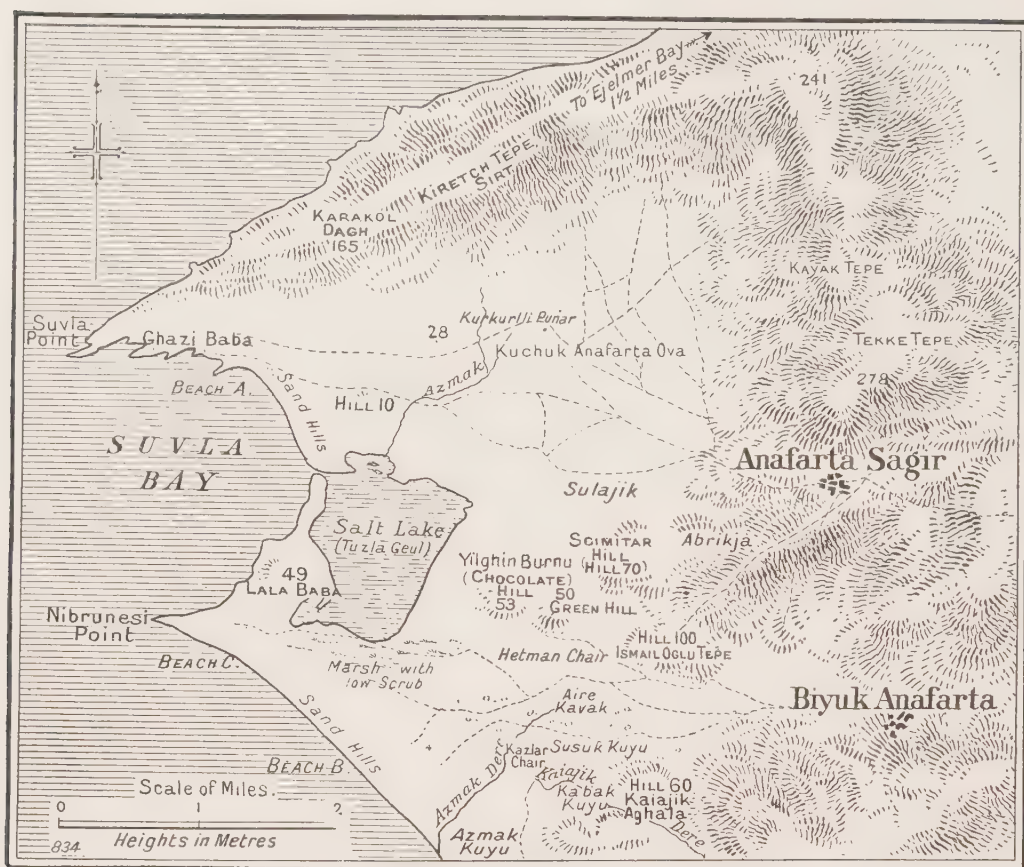 To Ejelmer Bay
1½ Miles
241
KIRETCH TEPE
SIRT
KARAKOL
DAGH
165
KAYAK TEPE
Suvla
Point
Ghazi Baba
28
Kurkurlji Punar
Kuchuk Anafarta Ova
TEKKE TEPE
278
BEACH A.
Sand Hills
HILL 10
Azmak
SUVLA
BAY
Anafarta Sagır
Sulajik
Salt Lake
(Tuzla Geul)
SCIMITAR
HILL
(HILL 70)
Abrikja
Yilghin Burnu
(CHOCOLATE)
HILL
53
50
GREEN HILL
49
LALA BABA
Nibrunesi
Point
HILL 100
ISMAIL OGLU TEPE
Hetman Chair
BEACH C.
Marsh with
low Scrub
Sand Hills
Aire
Kavak
Biyuk Anafarta
Kazlar
Chair
Susuk Kuyu
BEACH B.
Azmak Dere
Kaiajik
Kabak
Kuyu
HILL 60
Kaiajik
Aghala
Dere
Azmak
Kuyu
Scale of Miles.
0 1 2
Heights in Metres
834